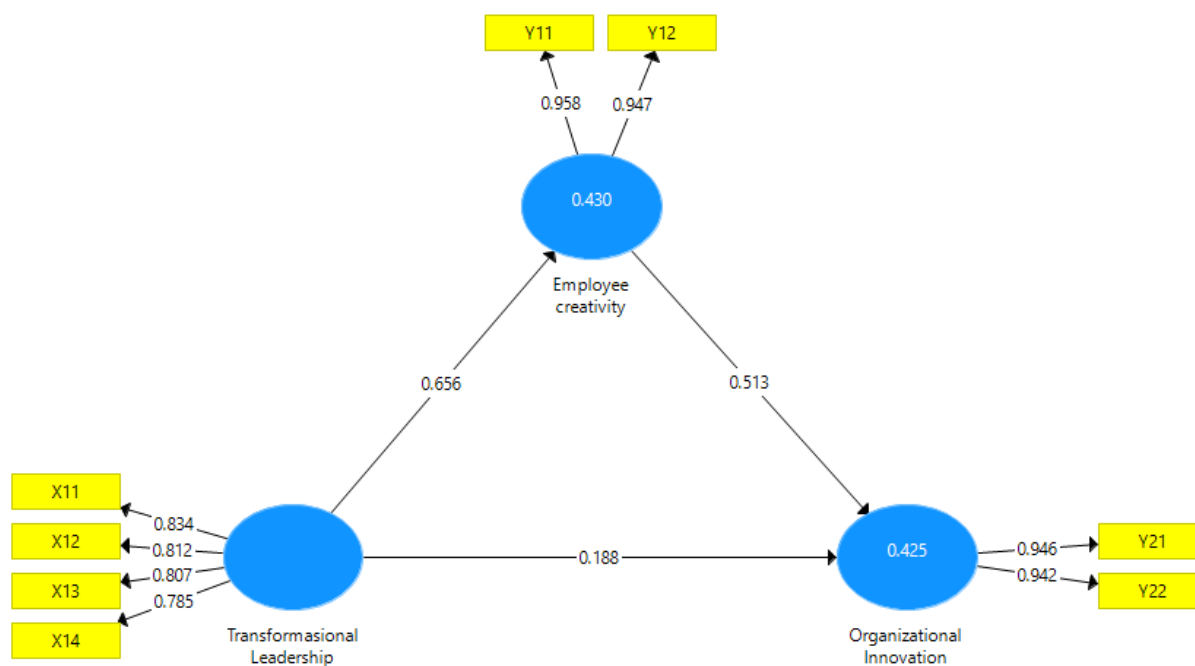 Y11
Y12
0.958
0.947
0.430
Employee
creativity
0.656
0.513
X11
X12
X13
X14
0.834
0.812
0.807
0.785
Transformasional
Leadership
0.188
0.425
Organizational
Innovation
0.946
0.942
Y21
Y22